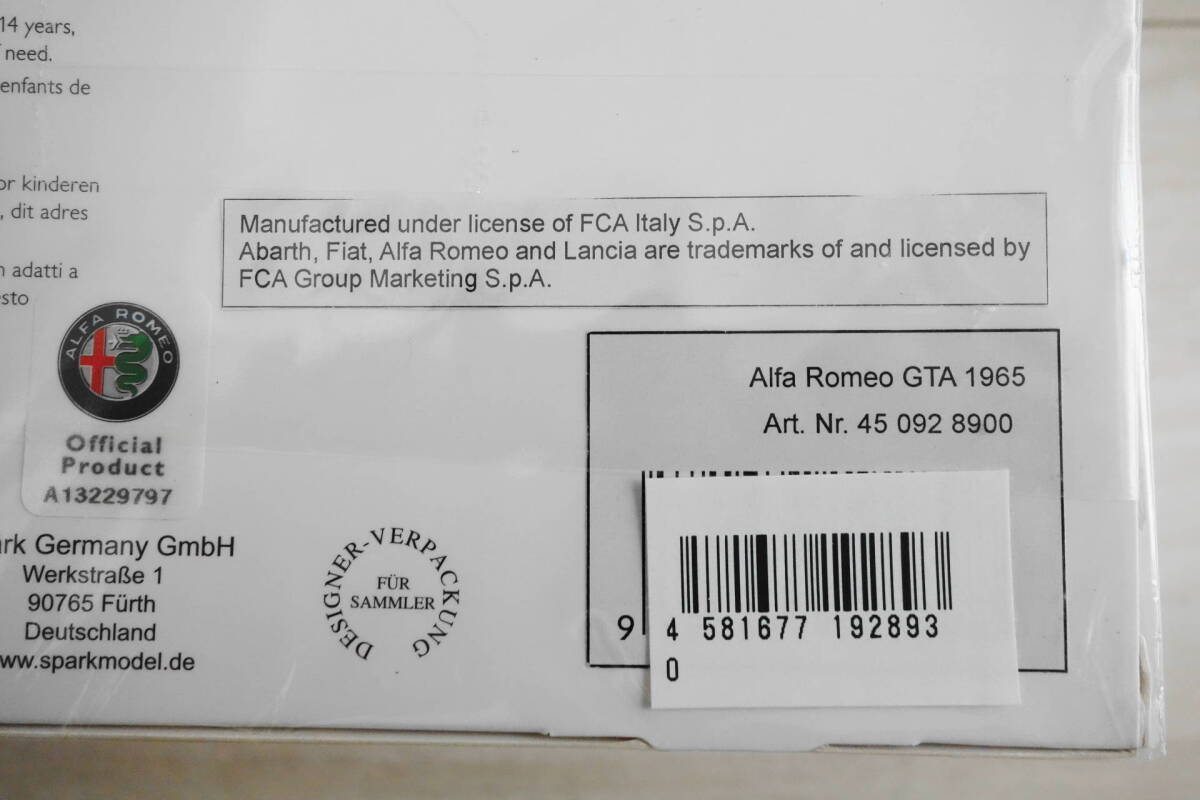 14 years,
need.
enfants de
or kinderen
, dit adres
n adatti a
sto
Manufactured under license of FCA Italy S.p.A.
Abarth, Fiat, Alfa Romeo and Lancia are trademarks of and licensed by
FCA Group Marketing S.p.A.
ALFA ROMEO
Official
Product
A13229797
Alfa Romeo GTA 1965
Art. Nr. 45 092 8900
9
4 581677 192893
0
rk Germany GmbH
Werkstraße 1
90765 Fürth
Deutschland
ww.sparkmodel.de
DESIGNER-VERPACKUNG
FÜR
SAMMLER